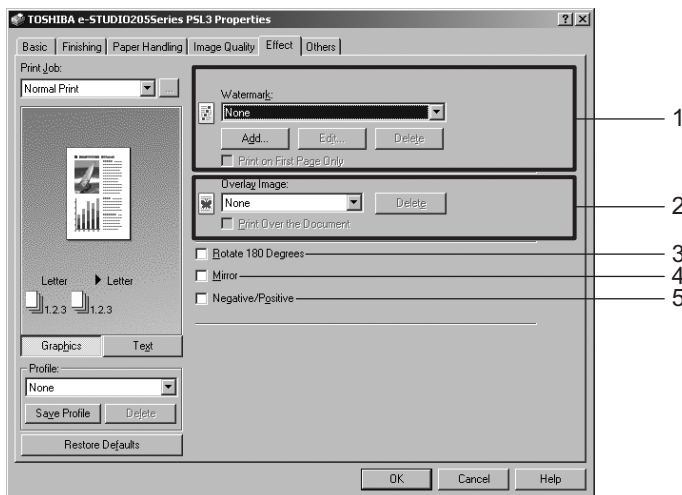 TOSHIBA e-STUDIO205Series PSL3 Properties
Basic Finishing Paper Handling Image Quality Effect Others
Print Job:
Normal Print ...
Letter Letter
1.2.3 1.2.3
Graphics Text
Profile:
None
Save Profile Delete
Restore Defaults
Watermark:
None
Add... Edit... Delete
Print on First Page Only
1
Overlay Image:
None Delete
Print Over the Document
2
Rotate 180 Degrees 3
Mirror 4
Negative/Positive 5
OK Cancel Help